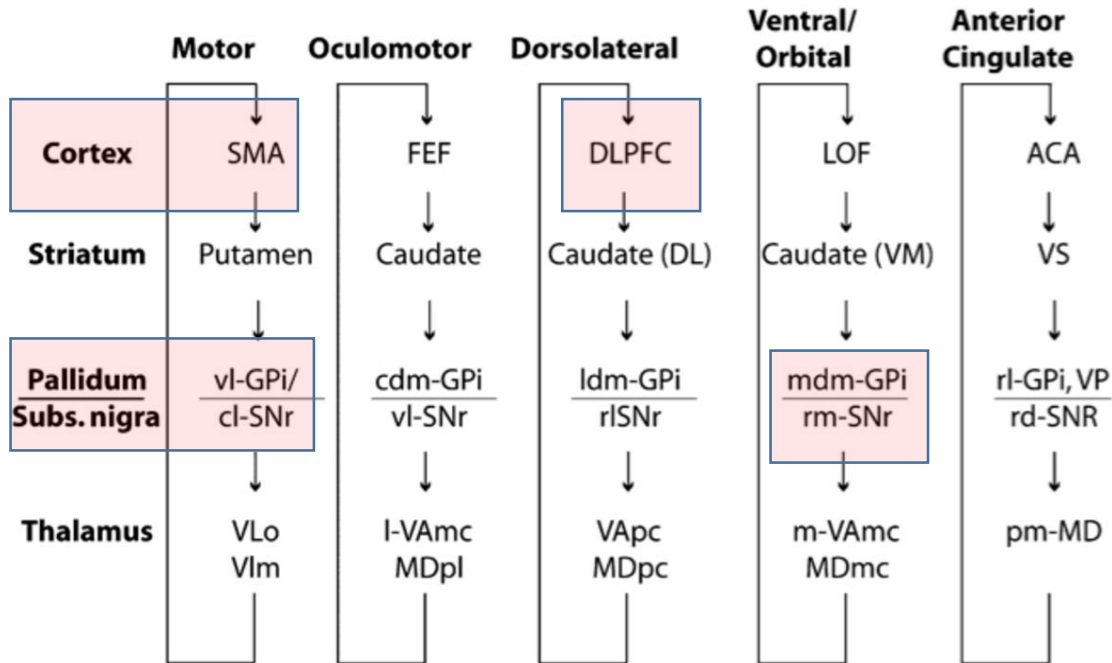 Motor Oculomotor Dorsolateral Ventral/ Orbital Anterior Cingulate
Cortex SMA FEF DLPFC LOF ACA
Striatum Putamen Caudate Caudate (DL) Caudate (VM) VS
Pallidum vl-GPi/ cdm-GPi ldm-GPi mdm-GPi rl-GPi, VP
Subs. nigra cl-SNr vl-SNr rlSNr rm-SNr rd-SNR
Thalamus VLo l-VAmc VApc m-VAmc pm-MD
Vlm MDpl MDpc MDmc